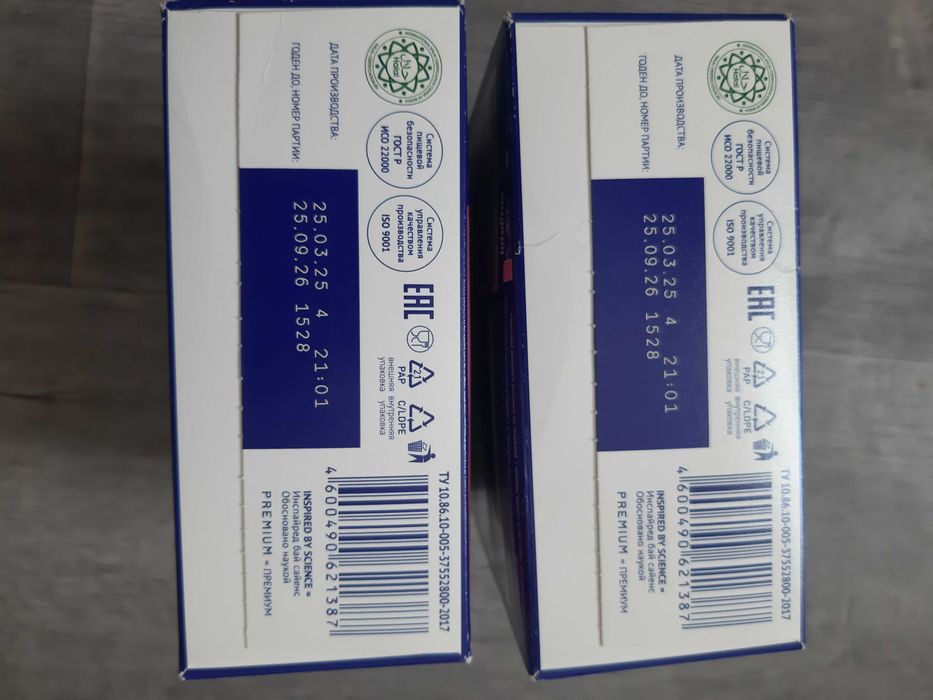 Halal
ДАТА ПРОИЗВОДСТВА:
ГОДЕН ДО, НОМЕР ПАРТИИ:
Система
пищевой
безопасности
ГОСТ Р
ИСО 22000
Система
управления
качеством
производства
ISO 9001
25.03.25 4 21:01
25.09.26 1528
EAC
21
PAP
внешняя
упаковка
C/LDPE
внутренняя
упаковка
ТУ 10.86.10-005-37552800-2017
4 600490 621387
INSPIRED BY SCIENCE =
Инспайред бай сайенс
Обосновано наукой
PREMIUM = ПРЕМИУМ
Halal
ДАТА ПРОИЗВОДСТВА:
ГОДЕН ДО, НОМЕР ПАРТИИ:
Система
пищевой
безопасности
ГОСТ Р
ИСО 22000
Система
управления
качеством
производства
ISO 9001
25.03.25 4 21:01
25.09.26 1528
EAC
21
PAP
внешняя
упаковка
C/LDPE
внутренняя
упаковка
ТУ 10.86.10-005-37552800-2017
4 600490 621387
INSPIRED BY SCIENCE =
Инспайред бай сайенс
Обосновано наукой
PREMIUM = ПРЕМИУМ